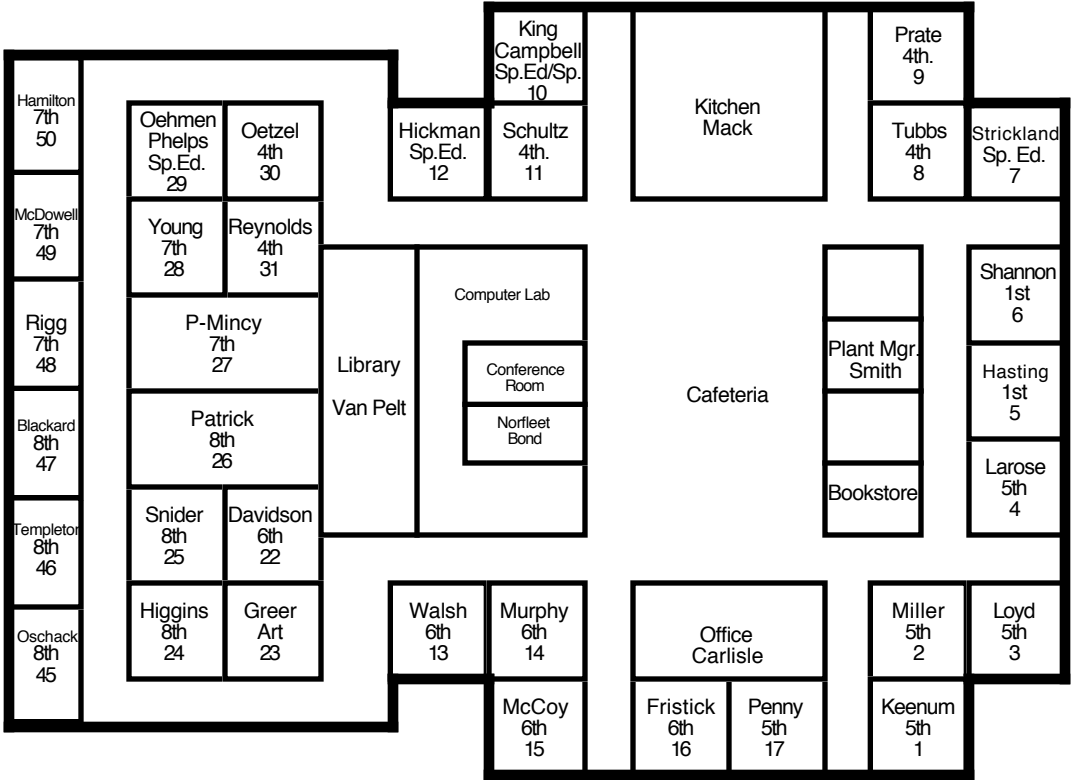 King
Campbell
Sp.Ed/Sp.
10
Prate
4th.
9
Hamilton
7th
50
Oehmen
Phelps
Sp.Ed.
29
Oetzel
4th
30
Hickman
Sp.Ed.
12
Schultz
4th.
11
Kitchen
Mack
Tubbs
4th
8
Strickland
Sp. Ed.
7
McDowell
7th
49
Young
7th
28
Reynolds
4th
31
Rigg
7th
48
P-Mincy
7th
27
Library
Van Pelt
Computer Lab
Conference
Room
Norfleet
Bond
Cafeteria
Plant Mgr.
Smith
Bookstore
Shannon
1st
6
Hasting
1st
5
Larose
5th
4
Blackard
8th
47
Patrick
8th
26
Templeton
8th
46
Snider
8th
25
Davidson
6th
22
Oschack
8th
45
Higgins
8th
24
Greer
Art
23
Walsh
6th
13
Murphy
6th
14
Office
Carlisle
Miller
5th
2
Loyd
5th
3
McCoy
6th
15
Fristick
6th
16
Penny
5th
17
Keenum
5th
1